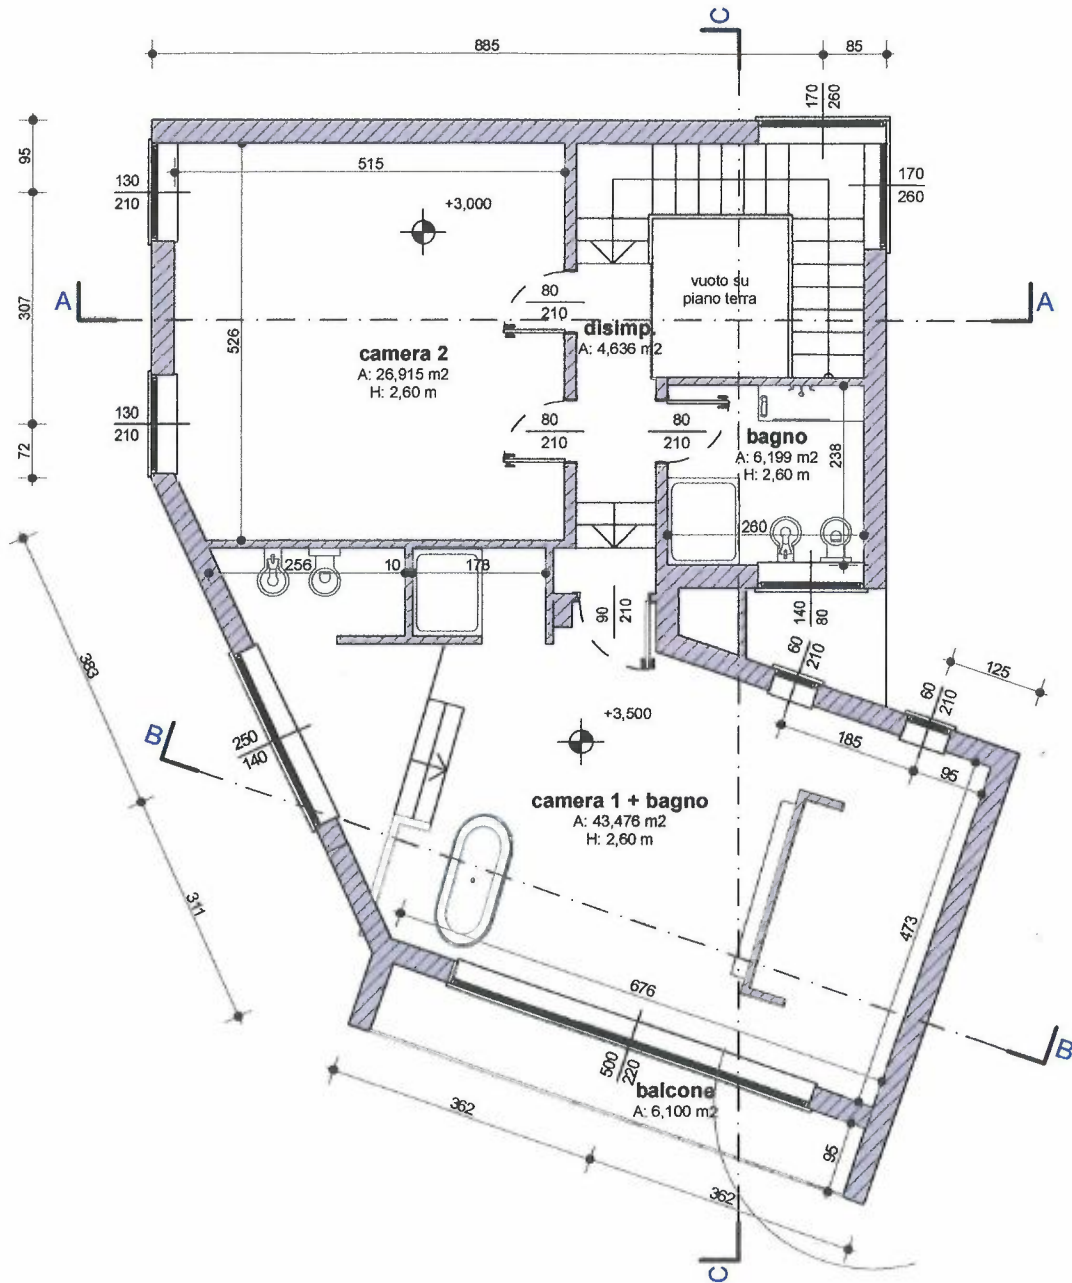 C
885
85
170
260
95
515
130
210
+3,000
170
260
A
307
526
80
210
vuoto su
piano terra
A
disimp.
A: 4,636 m2
camera 2
A: 26,915 m2
H: 2,60 m
130
210
72
80
210
80
210
bagno
A: 6,199 m2
H: 2,60 m
238
260
256
10
178
90
210
140
80
383
60
210
125
60
210
B
250
140
+3,500
185
95
camera 1 + bagno
A: 43,476 m2
H: 2,60 m
311
473
676
500
220
B
balcone
A: 6,100 m2
362
95
362
C